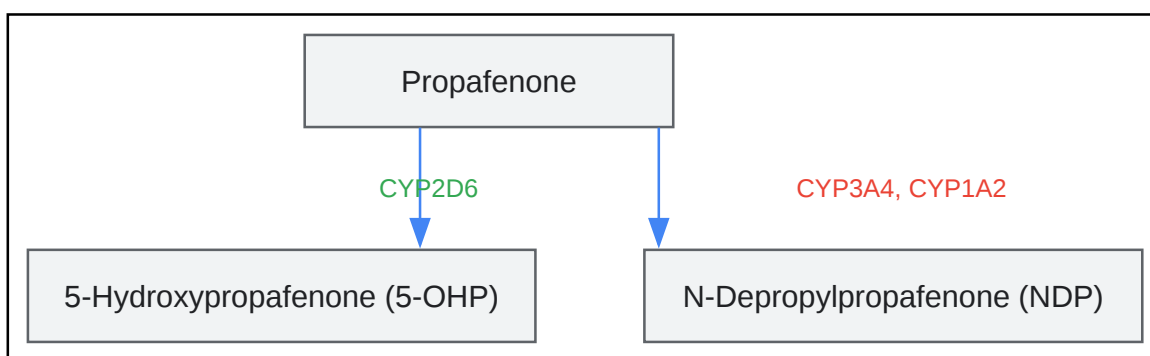 Propafenone
CYP2D6
CYP3A4, CYP1A2
5-Hydroxypropafenone (5-OHP)
N-Depropylpropafenone (NDP)